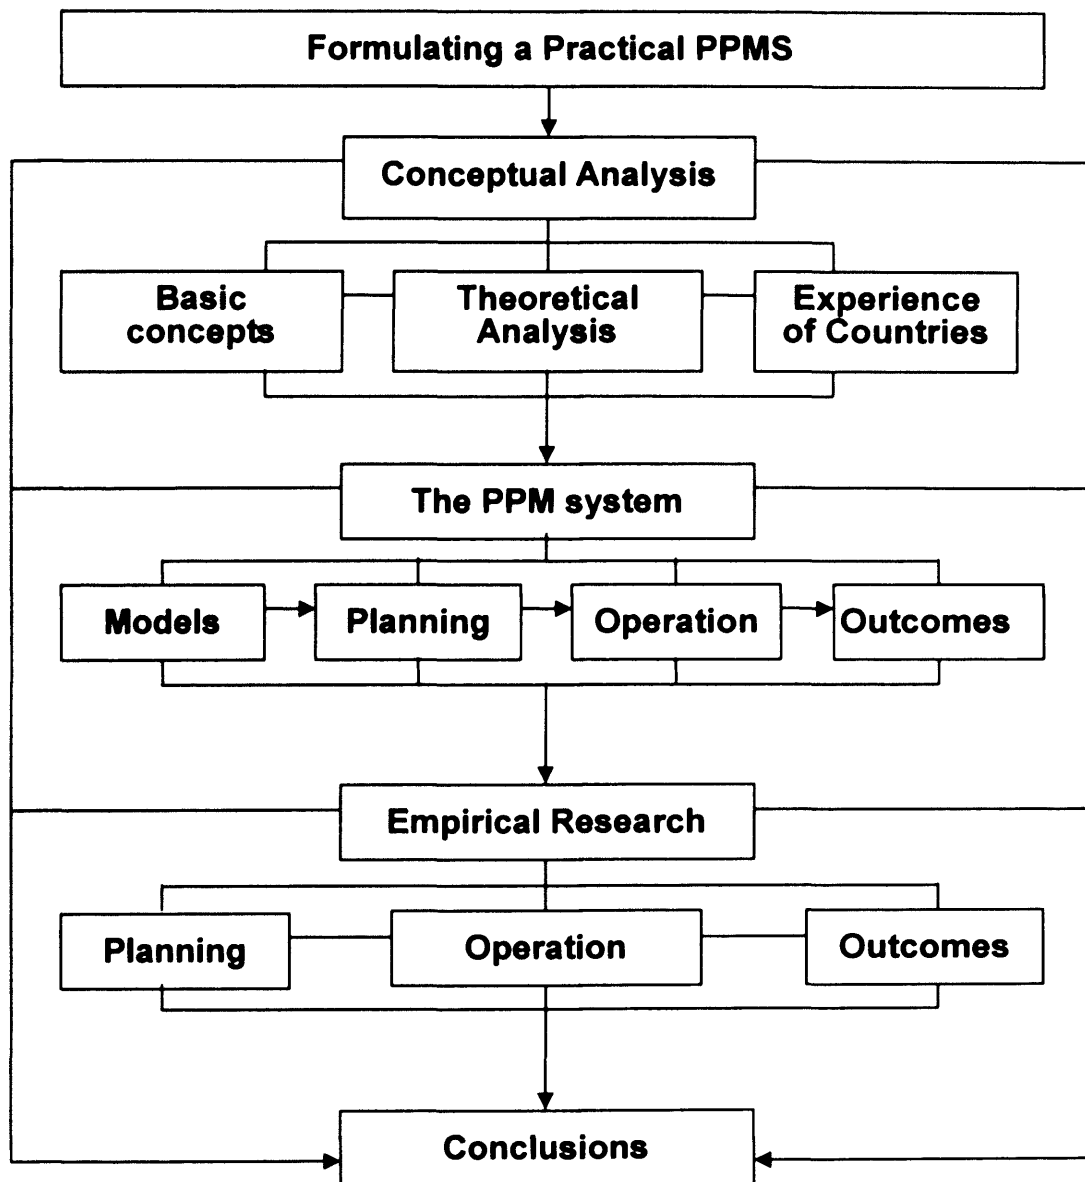 Formulating a Practical PPMS
Conceptual Analysis
Basic
concepts
Theoretical
Analysis
Experience
of Countries
The PPM system
Models
Planning
Operation
Outcomes
Empirical Research
Planning
Operation
Outcomes
Conclusions